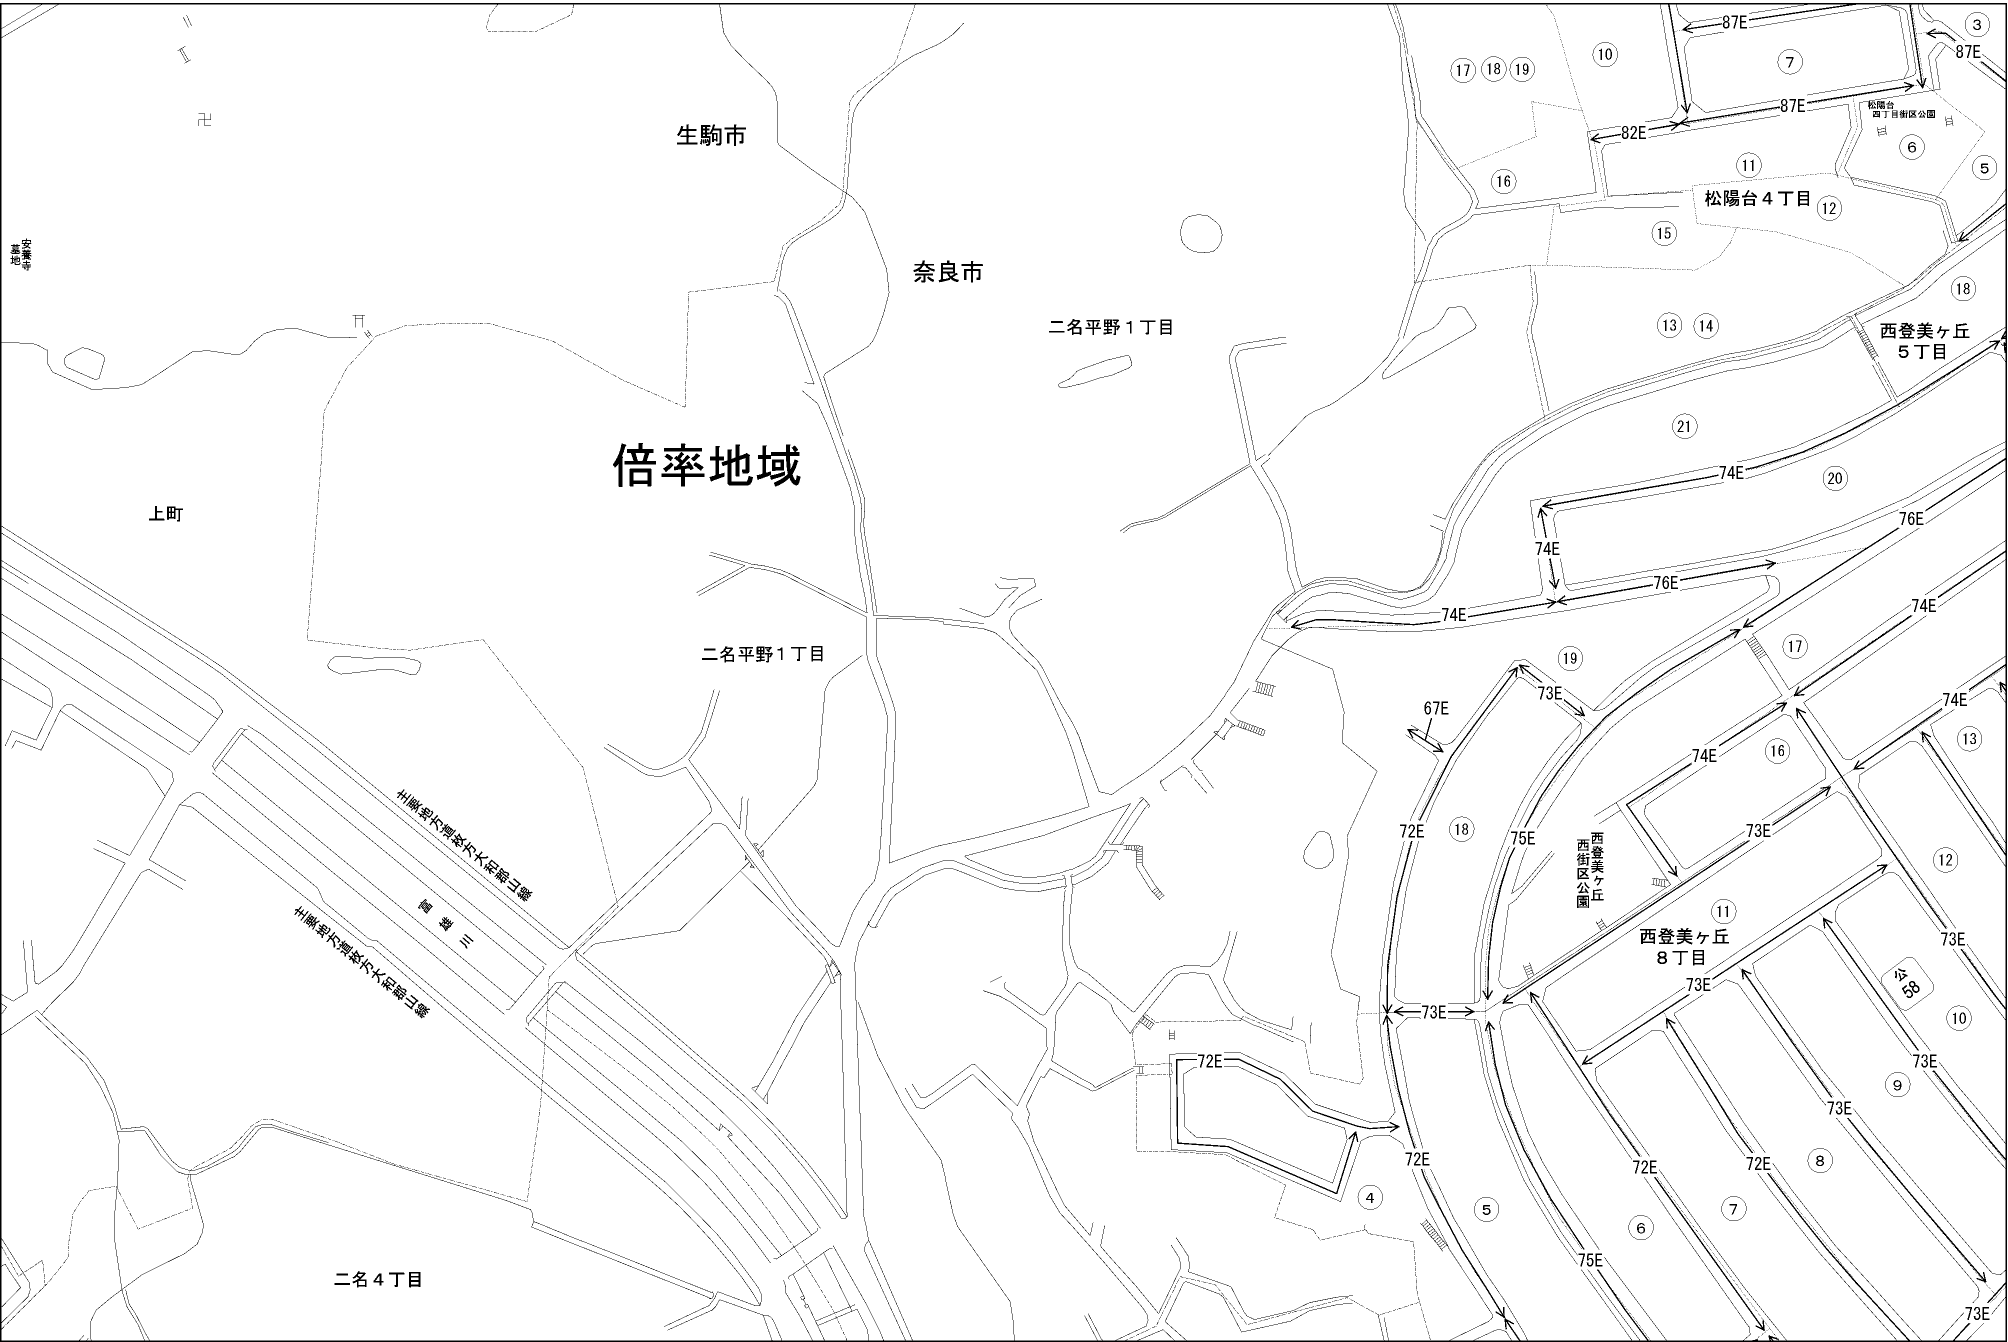 87E
③
87E
⑩
⑦
⑰ ⑱ ⑲
87E
松陽台
四丁目街区公園
82E
生駒市
⑥
⑪
⑤
⑯
松陽台４丁目
⑫
⑮
安養寺
墓地
奈良市
⑱
二名平野１丁目
⑬ ⑭
西登美ヶ丘
５丁目
㉑
倍率地域
74E
⑳
上町
76E
74E
76E
74E
74E
二名平野１丁目
⑲
⑰
73E
74E
67E
⑬
⑯
74E
主要地方道枚方大和郡山線
72E
⑱
75E
73E
西登美ヶ丘
西街区公園
⑫
富雄川
主要地方道枚方大和郡山線
⑪
西登美ヶ丘
８丁目
73E
73E
公
58
73E
⑩
72E
73E
⑨
73E
72E
72E
72E
⑧
④
⑤
⑦
⑥
75E
二名４丁目
73E